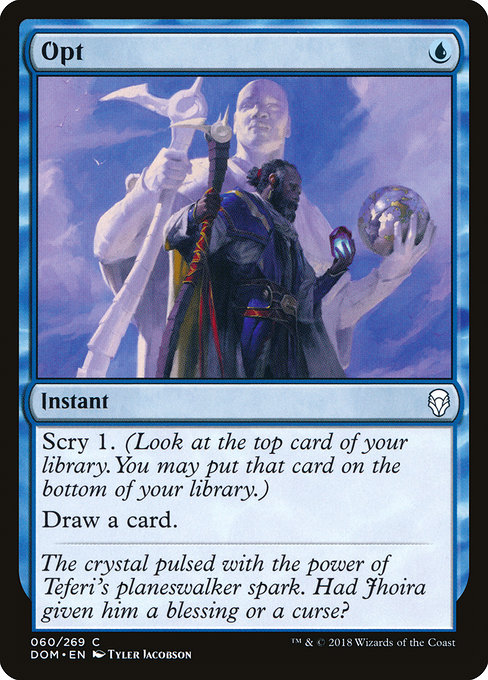 Opt
Instant
Scry 1. (Look at the top card of your
library. You may put that card on the
bottom of your library.)
Draw a card.
The crystal pulsed with the power of
Teferi's planeswalker spark. Had Jhoira
given him a blessing or a curse?
060/269 C
™ & © 2018 Wizards of the Coast
DOM • EN Tyler Jacobson